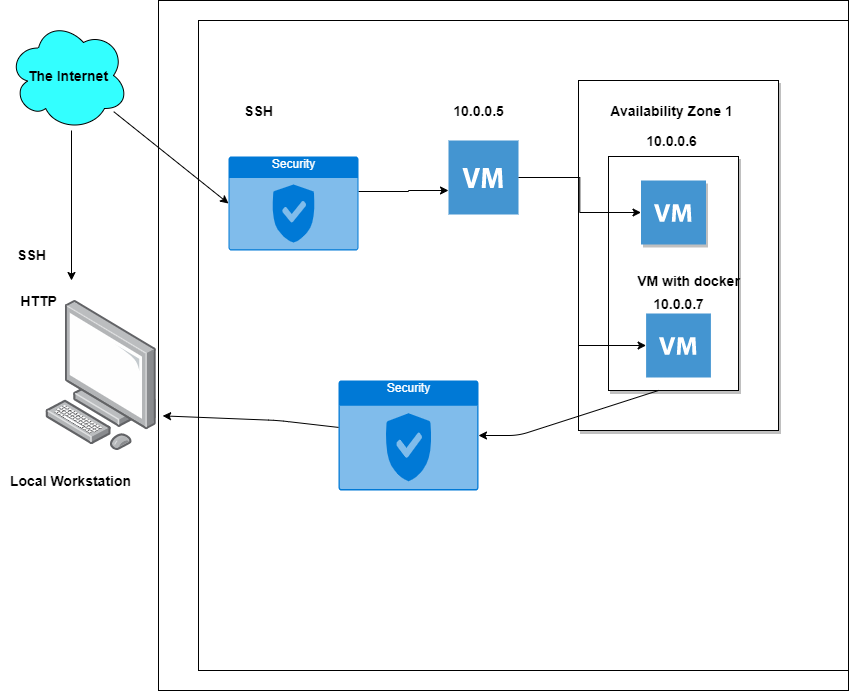 The Internet
SSH
10.0.0.5
Availability Zone 1
10.0.0.6
Security
VM
VM
SSH
VM with docker
HTTP
10.0.0.7
VM
Security
Local Workstation